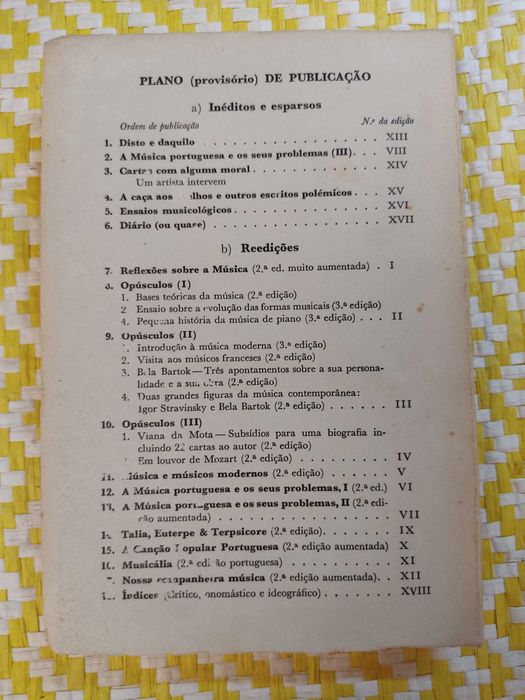 PLANO (provisório) DE PUBLICAÇÃO
a) Inéditos e esparsos
Ordem de publicação N.º da edição
1. Disto e daquilo . . . . . . . . . . . . . . . . XIII
2. A Música portuguesa e os seus problemas (III). . . VIII
3. Cartas com alguma moral . . . . . . . . . . . . XIV
Um artista intervem
4. A caça aos coelhos e outros escritos polémicos . . XV
5. Ensaios musicológicos . . . . . . . . . . . . . XVI
6. Diário (ou quase) . . . . . . . . . . . . . . . XVII
b) Reedições
7. Reflexões sobre a Música (2.ª ed. muito aumentada) . I
8. Opúsculos (I)
1. Bases teóricas da música (2.ª edição)
2 Ensaio sobre a evolução das formas musicais (3.ª edição)
4. Pequena história da música de piano (3.ª edição) . . . II
9. Opúsculos (II)
1. Introdução à música moderna (3.ª edição)
2. Visita aos músicos franceses (2.ª edição)
3. Bela Bartok — Três apontamentos sobre a sua persona-
lidade e a sua obra (2.ª edição)
4. Duas grandes figuras da música contemporânea:
Igor Stravinsky e Bela Bartok (2.ª edição) . . . . . . III
10. Opúsculos (III)
1. Viana da Mota — Subsídios para uma biografia in-
cluindo 22 cartas ao autor (2.ª edição)
Em louvor de Mozart (2.ª edição) . . . . . . . . . IV
11. Música e músicos modernos (2.ª edição) . . . . . . V
12. A Música portuguesa e os seus problemas, I (2.ª ed.) VI
13. A Música portuguesa e os seus problemas, II (2.ª edi-
ção aumentada) . . . . . . . . . . . . . . . . VII
14. Talia, Euterpe & Terpsicore (2.ª edição) . . . . . . IX
15. A Canção Popular Portuguesa (2.ª edição aumentada) X
16. Musicália (2.ª edição portuguesa) . . . . . . . . . XI
17. Nossa companheira música (2.ª edição aumentada). . XII
Índices (Crítico, onomástico e ideográfico) . . . . . . . XVIII